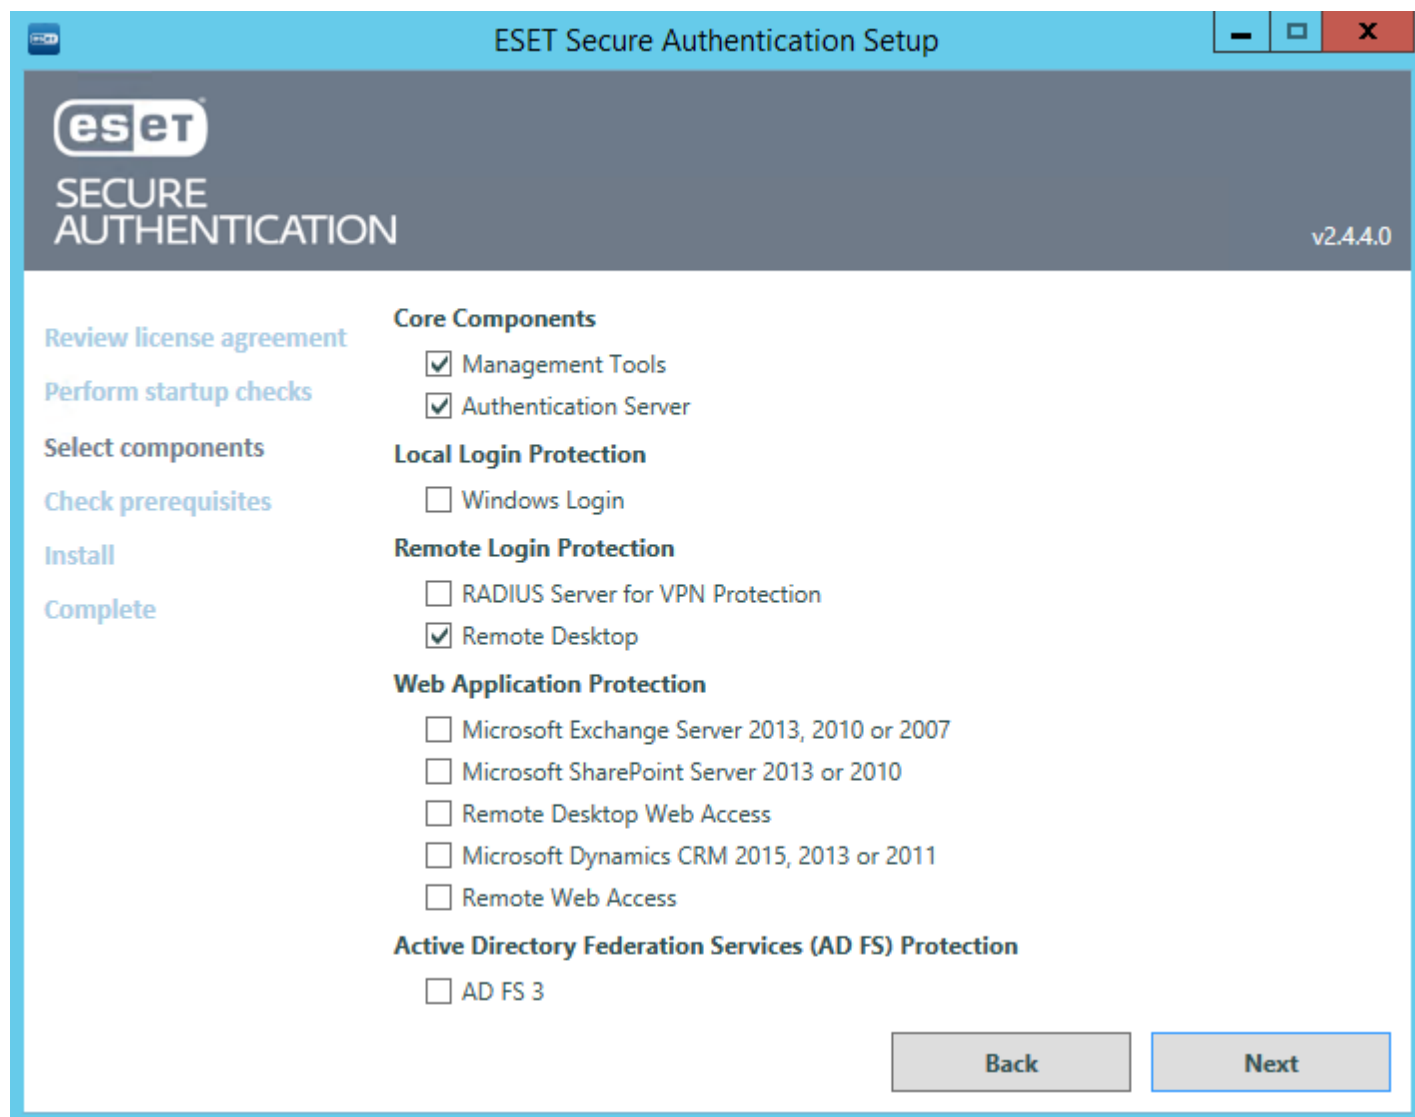 ESET Secure Authentication Setup
eseT
SECURE
AUTHENTICATION
v2.4.4.0
Review license agreement
Perform startup checks
Select components
Check prerequisites
Install
Complete
Core Components
Management Tools
Authentication Server
Local Login Protection
Windows Login
Remote Login Protection
RADIUS Server for VPN Protection
Remote Desktop
Web Application Protection
Microsoft Exchange Server 2013, 2010 or 2007
Microsoft SharePoint Server 2013 or 2010
Remote Desktop Web Access
Microsoft Dynamics CRM 2015, 2013 or 2011
Remote Web Access
Active Directory Federation Services (AD FS) Protection
AD FS 3
Back
Next